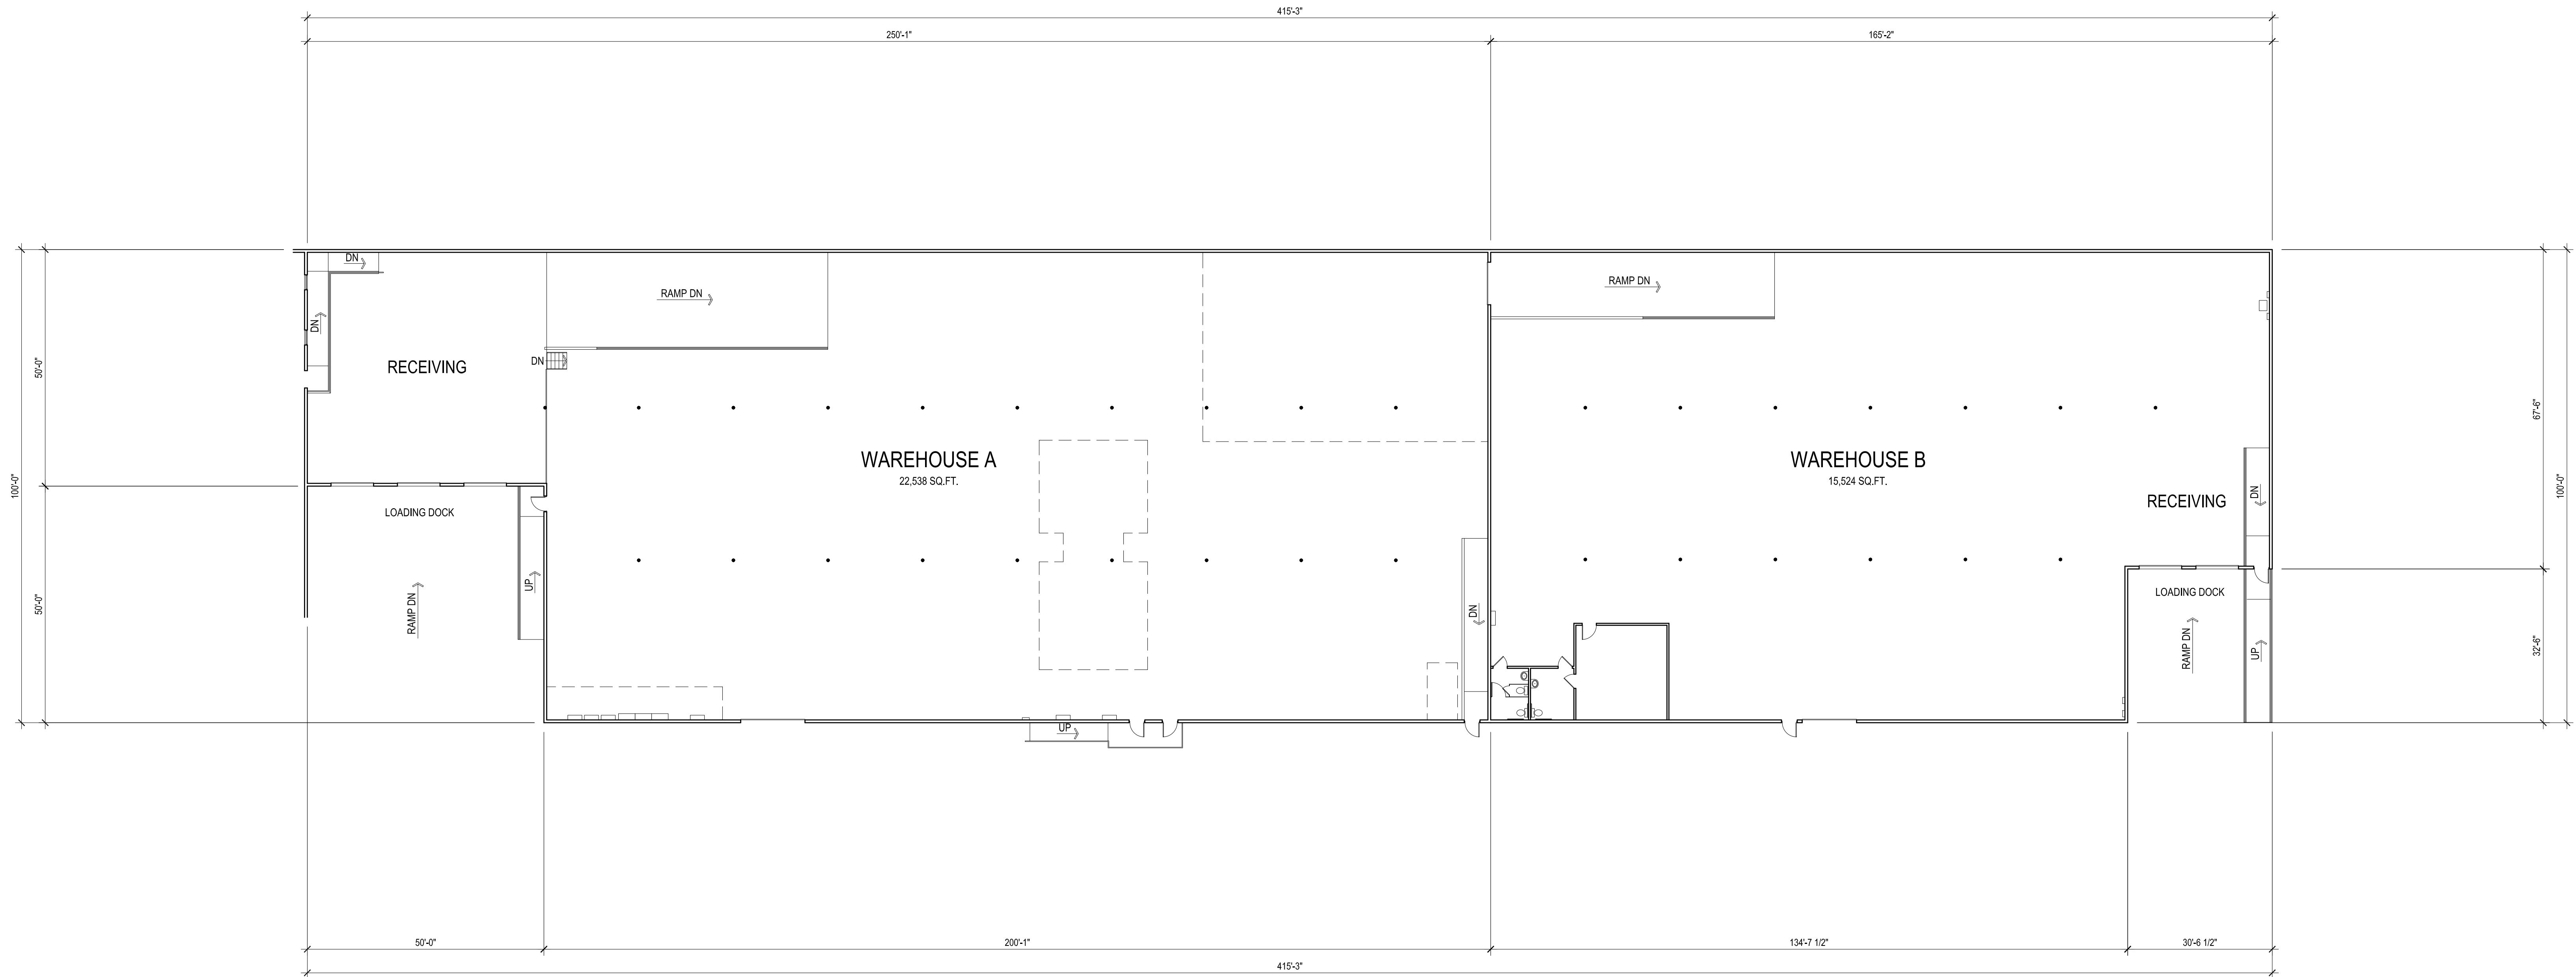 415'-3"
250'-1"
165'-2"
DN
RAMP DN
RAMP DN
DN
DN
RECEIVING
50'-0"
67'-6"
WAREHOUSE A
22,538 SQ.FT.
WAREHOUSE B
15,524 SQ.FT.
100'-0"
100'-0"
DN
RECEIVING
LOADING DOCK
UP
RAMP DN
50'-0"
DN
LOADING DOCK
RAMP DN
UP
32'-6"
UP
50'-0"
200'-1"
134'-7 1/2"
30'-6 1/2"
415'-3"